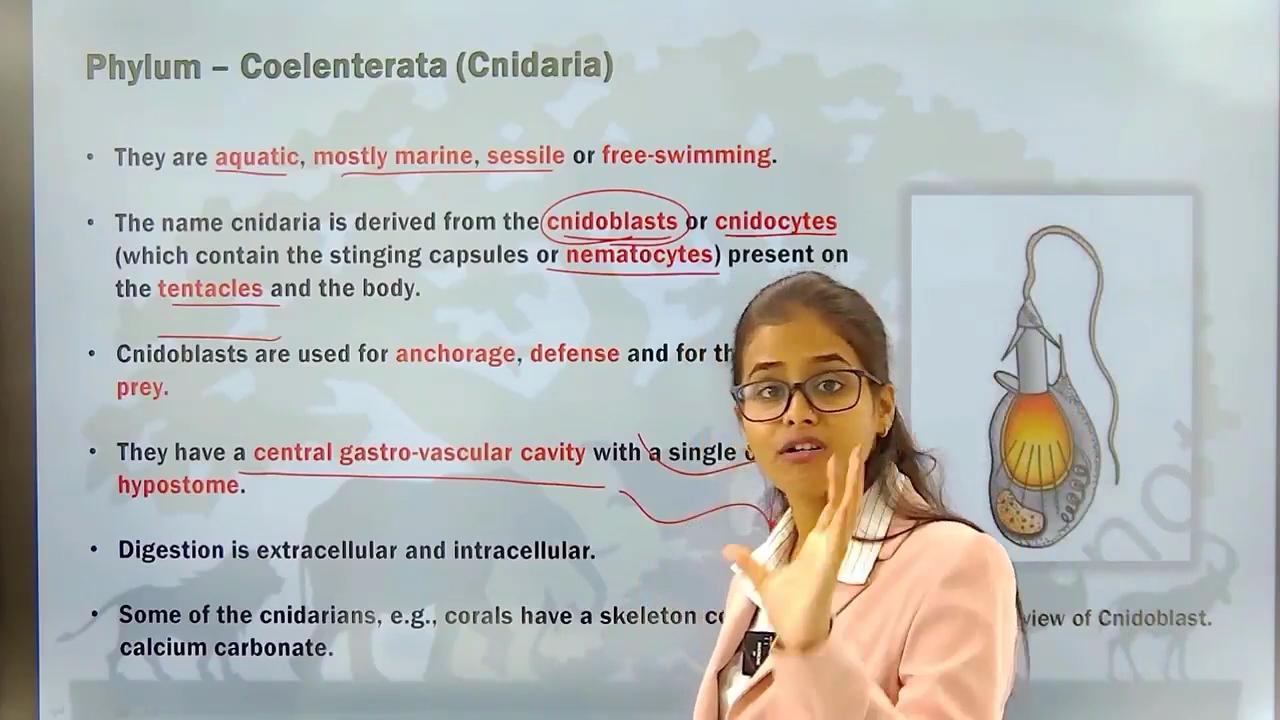 Phylum – Coelenterata (Cnidaria)
• They are aquatic, mostly marine, sessile or free-swimming.
• The name cnidaria is derived from the cnidoblasts or cnidocytes
(which contain the stinging capsules or nematocytes) present on
the tentacles and the body.
• Cnidoblasts are used for anchorage, defense and for
prey.
• They have a central gastro-vascular cavity with a single
hypostome.
• Digestion is extracellular and intracellular.
• Some of the cnidarians, e.g., corals have a skeleton
calcium carbonate.
view of Cnidoblast.